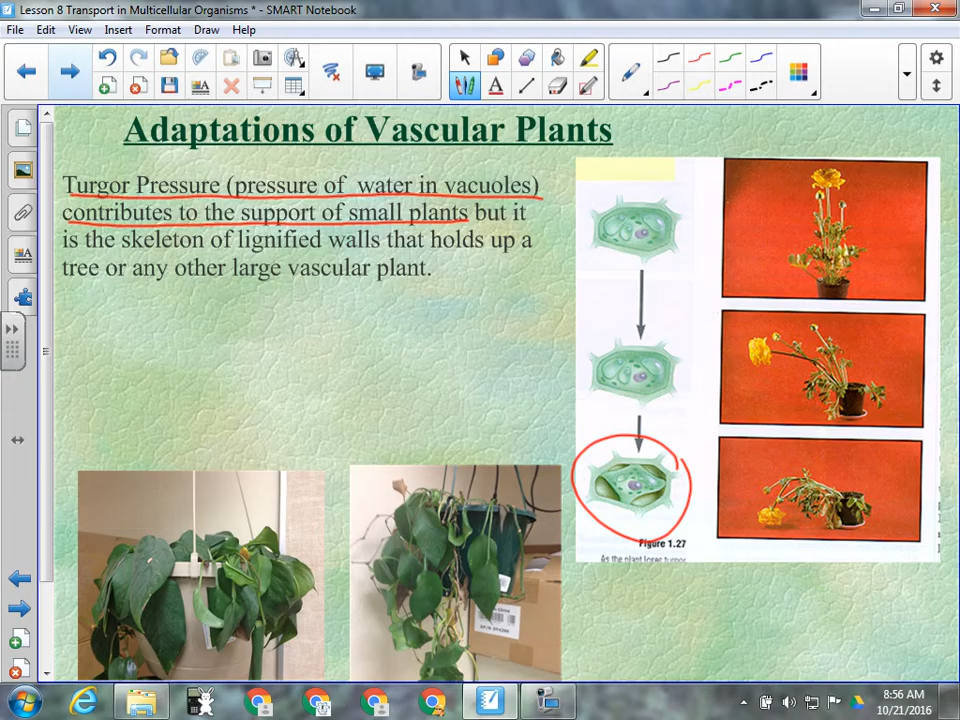 Lesson 8 Transport in Multicellular Organisms * - SMART Notebook
File Edit View Insert Format Draw Help
Adaptations of Vascular Plants
Turgor Pressure (pressure of water in vacuoles)
contributes to the support of small plants but it
is the skeleton of lignified walls that holds up a
tree or any other large vascular plant.
Figure 1.27
As the plant loses turgor
8:56 AM
10/21/2016